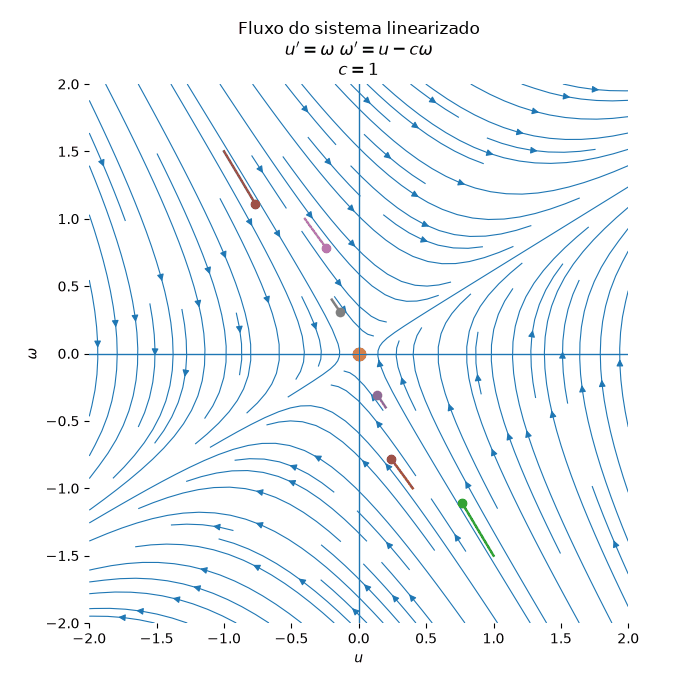 Fluxo do sistema linearizado
u′ = ω ω′ = u − cω
c = 1
2.0
1.5
1.0
0.5
0.0
−0.5
−1.0
−1.5
−2.0
ω
−2.0 −1.5 −1.0 −0.5 0.0 0.5 1.0 1.5 2.0
u